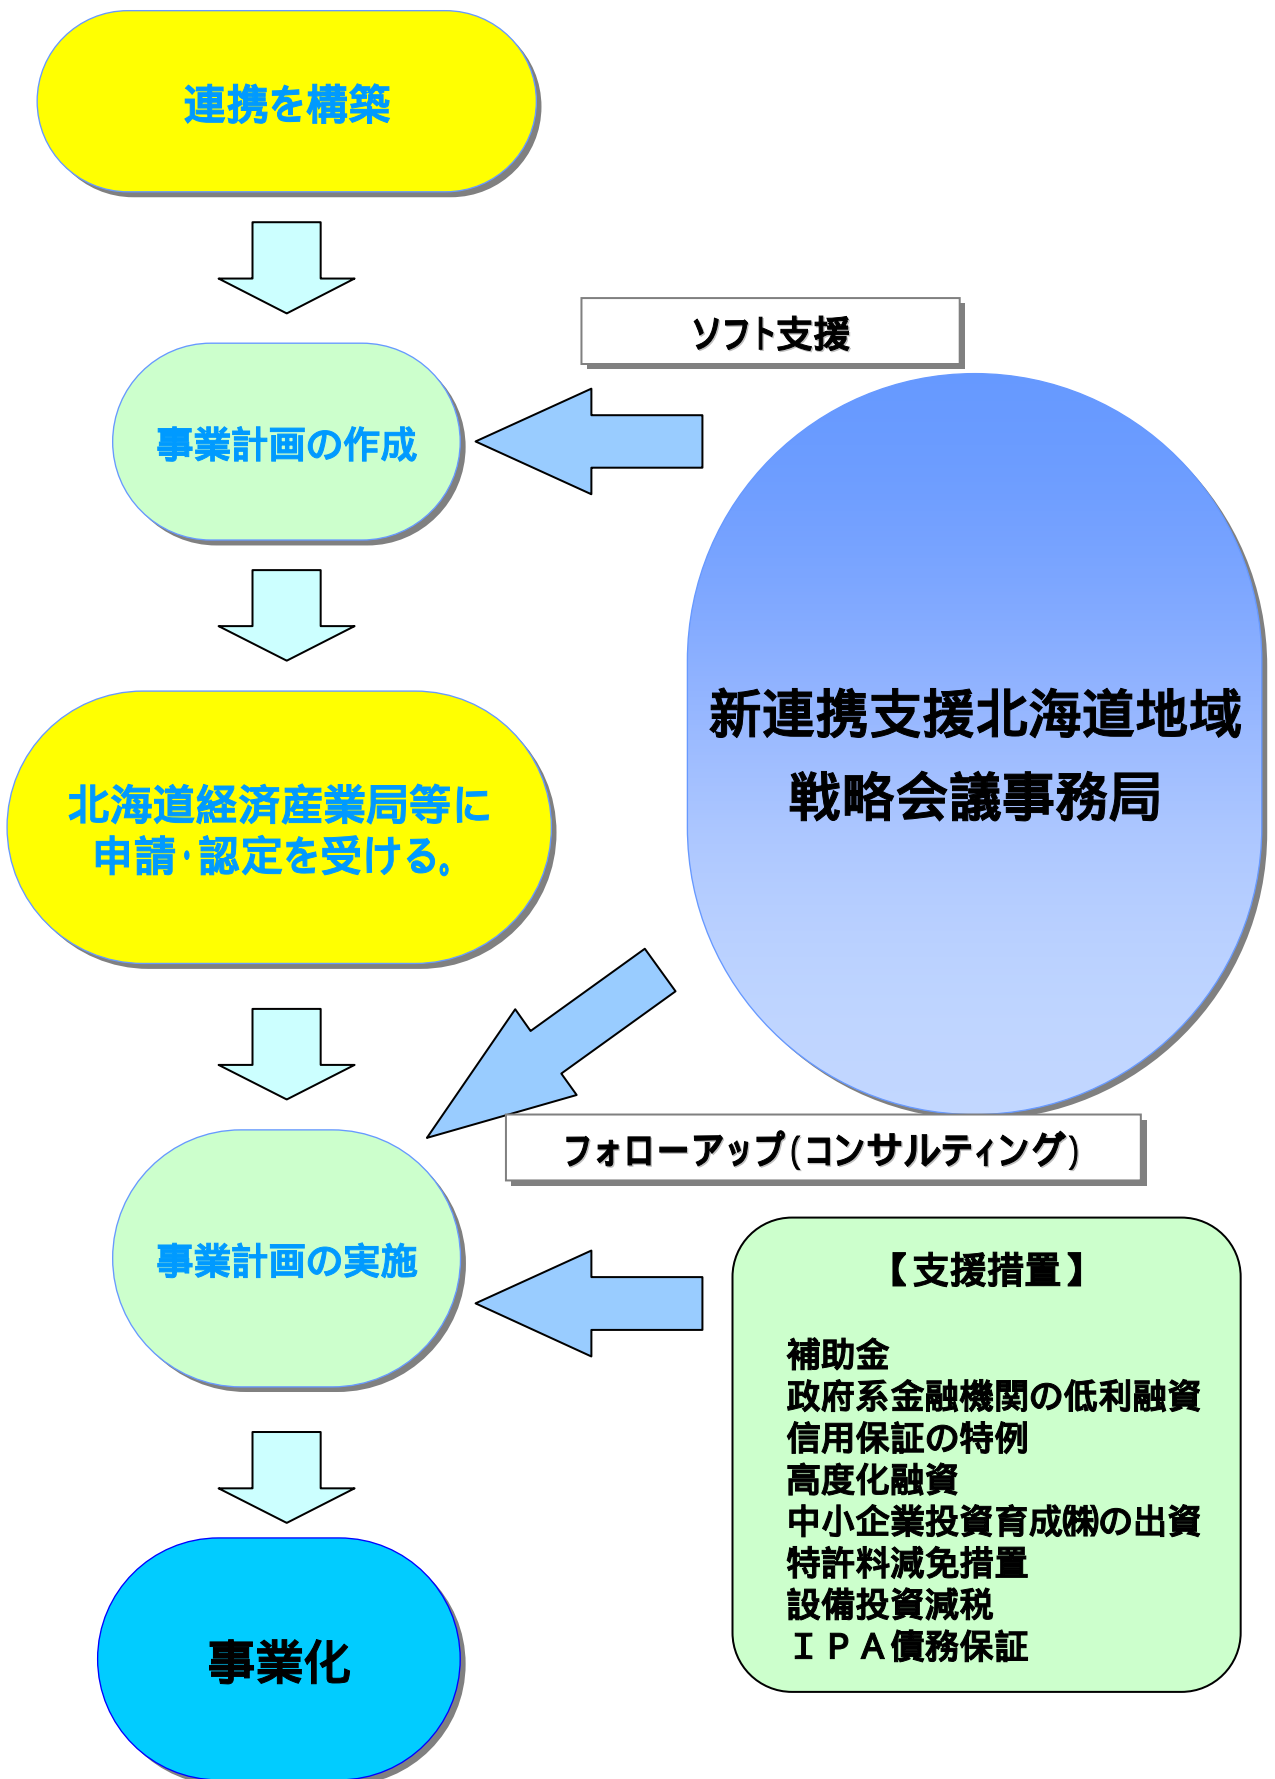 連携を構築
ソフト支援
事業計画の作成
新連携支援北海道地域
戦略会議事務局
北海道経済産業局等に
申請・認定を受ける。
フォローアップ(コンサルティング)
事業計画の実施
【支援措置】
補助金
政府系金融機関の低利融資
信用保証の特例
高度化融資
中小企業投資育成㈱の出資
特許料減免措置
設備投資減税
ＩＰＡ債務保証
事業化